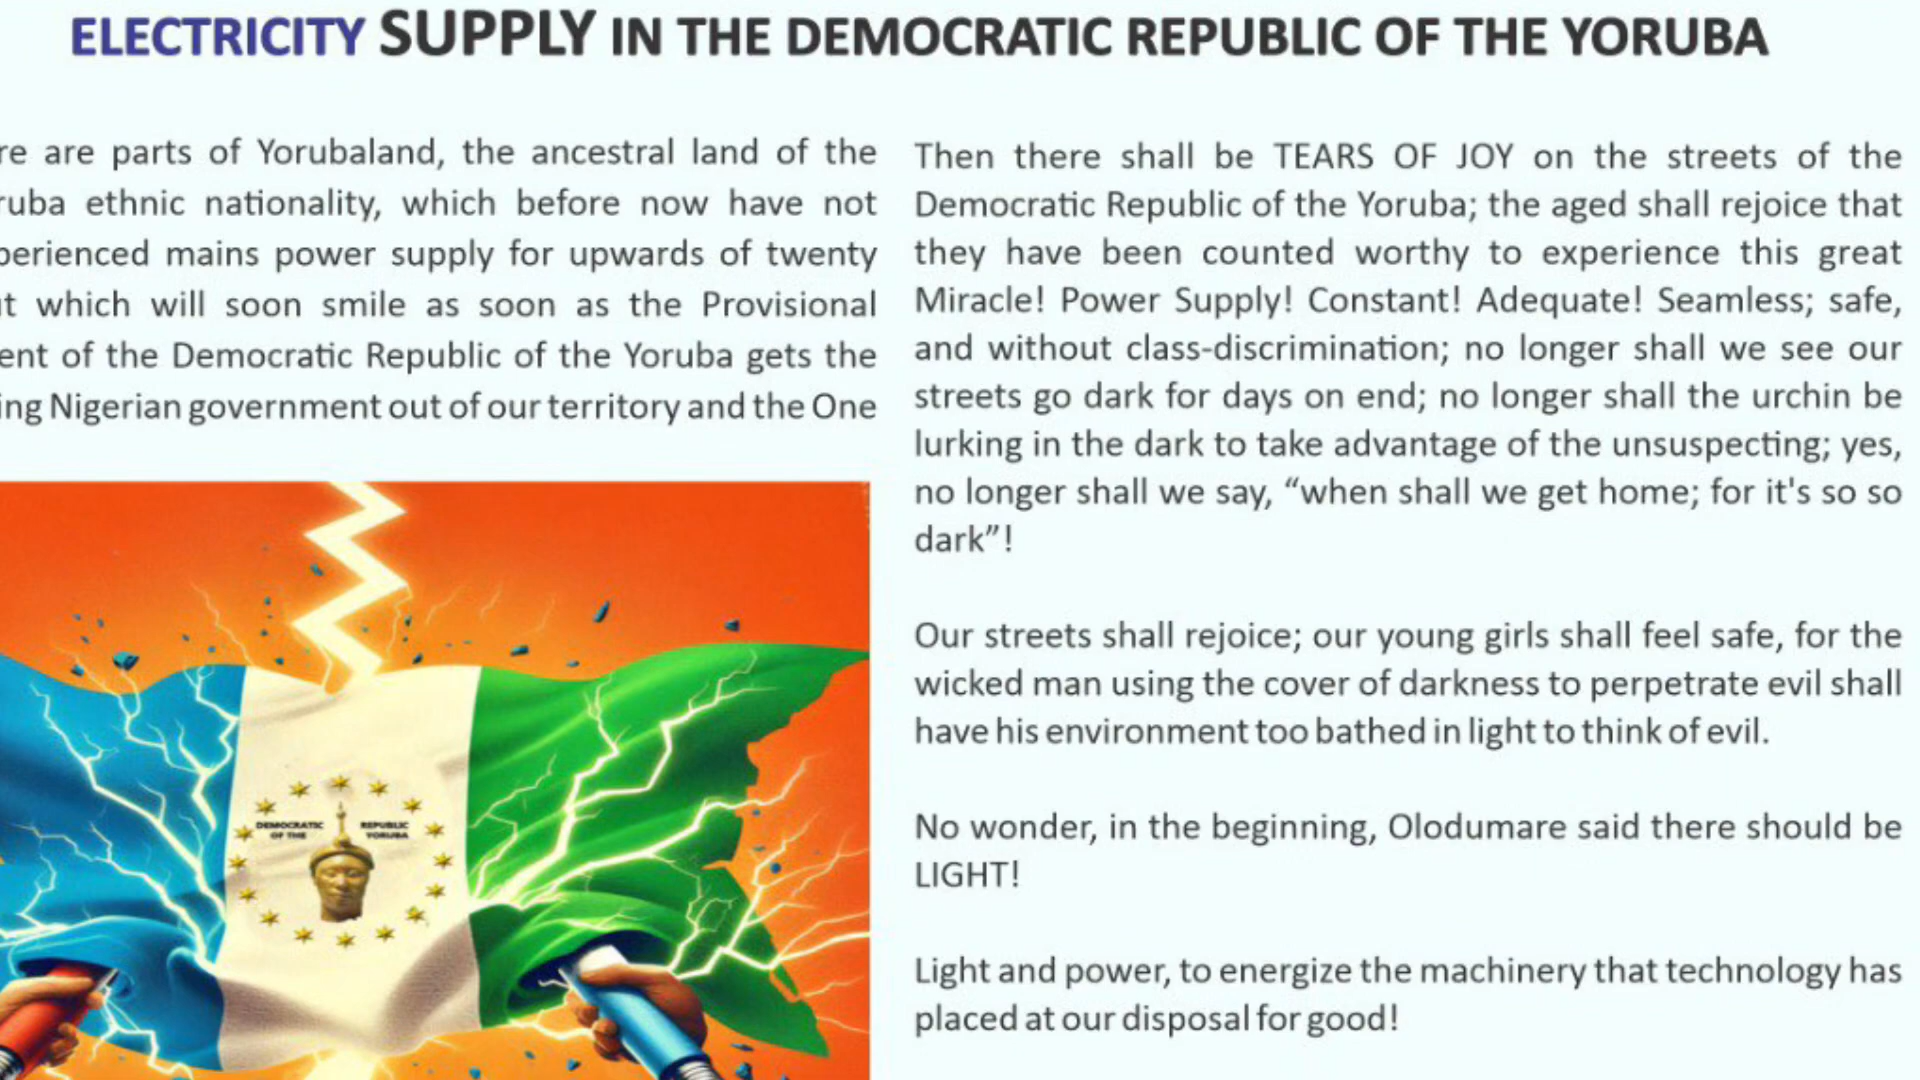 ELECTRICITY SUPPLY IN THE DEMOCRATIC REPUBLIC OF THE YORUBA
re are parts of Yorubaland, the ancestral land of the
ruba ethnic nationality, which before now have not
perienced mains power supply for upwards of twenty
t which will soon smile as soon as the Provisional
ent of the Democratic Republic of the Yoruba gets the
ing Nigerian government out of our territory and the One
DEMOCRATIC REPUBLIC
OF THE YORUBA
Then there shall be TEARS OF JOY on the streets of the
Democratic Republic of the Yoruba; the aged shall rejoice that
they have been counted worthy to experience this great
Miracle! Power Supply! Constant! Adequate! Seamless; safe,
and without class-discrimination; no longer shall we see our
streets go dark for days on end; no longer shall the urchin be
lurking in the dark to take advantage of the unsuspecting; yes,
no longer shall we say, “when shall we get home; for it's so so
dark”!
Our streets shall rejoice; our young girls shall feel safe, for the
wicked man using the cover of darkness to perpetrate evil shall
have his environment too bathed in light to think of evil.
No wonder, in the beginning, Olodumare said there should be
LIGHT!
Light and power, to energize the machinery that technology has
placed at our disposal for good!